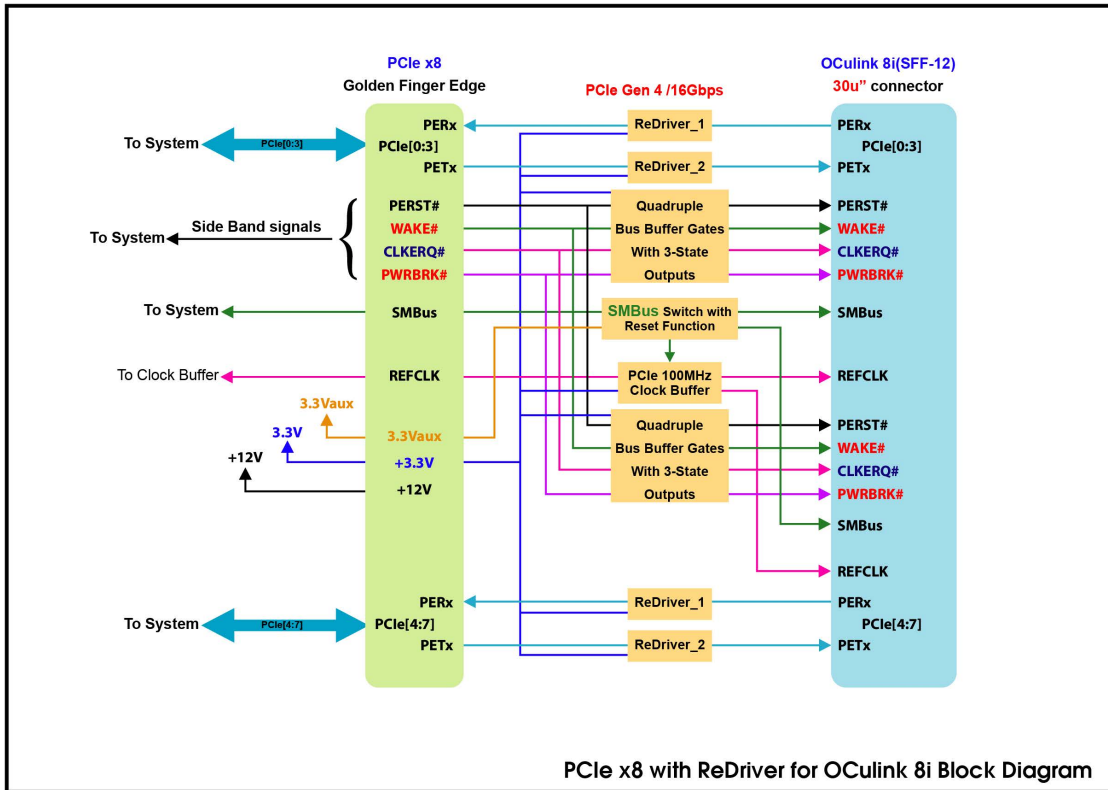 PCIe x8
Golden Finger Edge
PCIe Gen 4 /16Gbps
OCulink 8i(SFF-12)
30u” connector
To System
PCIe[0:3]
PERx
PCIe[0:3]
PETx
ReDriver_1
ReDriver_2
PERx
PCIe[0:3]
PETx
Side Band signals
To System
PERST#
WAKE#
CLKERQ#
PWRBRK#
Quadruple
Bus Buffer Gates
With 3-State
Outputs
PERST#
WAKE#
CLKERQ#
PWRBRK#
To System
SMBus
SMBus Switch with
Reset Function
SMBus
To Clock Buffer
REFCLK
PCIe 100MHz
Clock Buffer
REFCLK
3.3Vaux
3.3V
+12V
3.3Vaux
+3.3V
+12V
Quadruple
Bus Buffer Gates
With 3-State
Outputs
PERST#
WAKE#
CLKERQ#
PWRBRK#
SMBus
REFCLK
To System
PCIe[4:7]
PERx
PCIe[4:7]
PETx
ReDriver_1
ReDriver_2
PERx
PCIe[4:7]
PETx
PCIe x8 with ReDriver for OCulink 8i Block Diagram